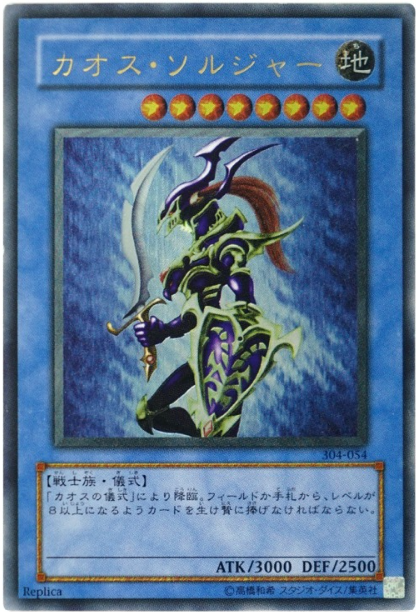 カオス・ソルジャー 地
304-054
【戦士族・儀式】
「カオスの儀式」により降臨。フィールドか手札から、レベルが
８以上になるようカードを生け贄に捧げなければならない。
ATK/3000 DEF/2500
Replica ©高橋和希 スタジオ・ダイス/集英社